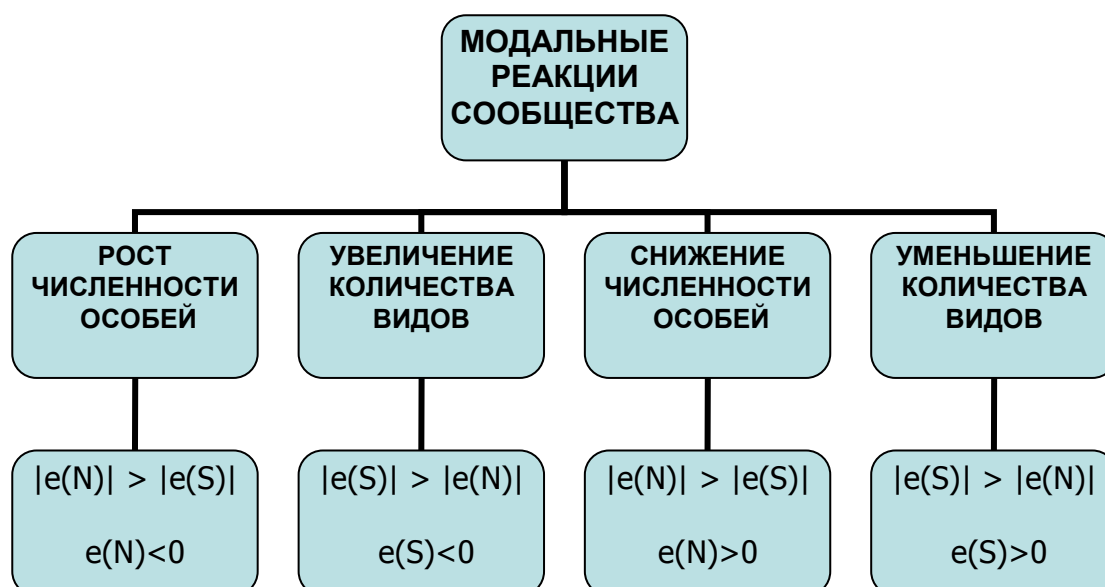 МОДАЛЬНЫЕ
РЕАКЦИИ
СООБЩЕСТВА
РОСТ
ЧИСЛЕННОСТИ
ОСОБЕЙ
УВЕЛИЧЕНИЕ
КОЛИЧЕСТВА
ВИДОВ
СНИЖЕНИЕ
ЧИСЛЕННОСТИ
ОСОБЕЙ
УМЕНЬШЕНИЕ
КОЛИЧЕСТВА
ВИДОВ
|e(N)| > |e(S)|
e(N)<0
|e(S)| > |e(N)|
e(S)<0
|e(N)| > |e(S)|
e(N)>0
|e(S)| > |e(N)|
e(S)>0